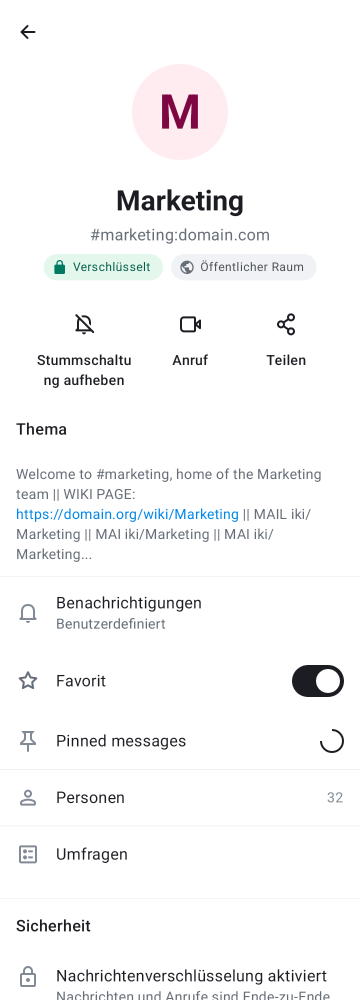 M
Marketing
#marketing:domain.com
Verschlüsselt
Öffentlicher Raum
Stummschaltu
ng aufheben
Anruf
Teilen
Thema
Welcome to #marketing, home of the Marketing
team || WIKI PAGE:
https://domain.org/wiki/Marketing || MAIL iki/
Marketing || MAI iki/Marketing || MAI iki/
Marketing...
Benachrichtigungen
Benutzerdefiniert
Favorit
Pinned messages
Personen 32
Umfragen
Sicherheit
Nachrichtenverschlüsselung aktiviert
Nachrichten und Anrufe sind Ende-zu-Ende